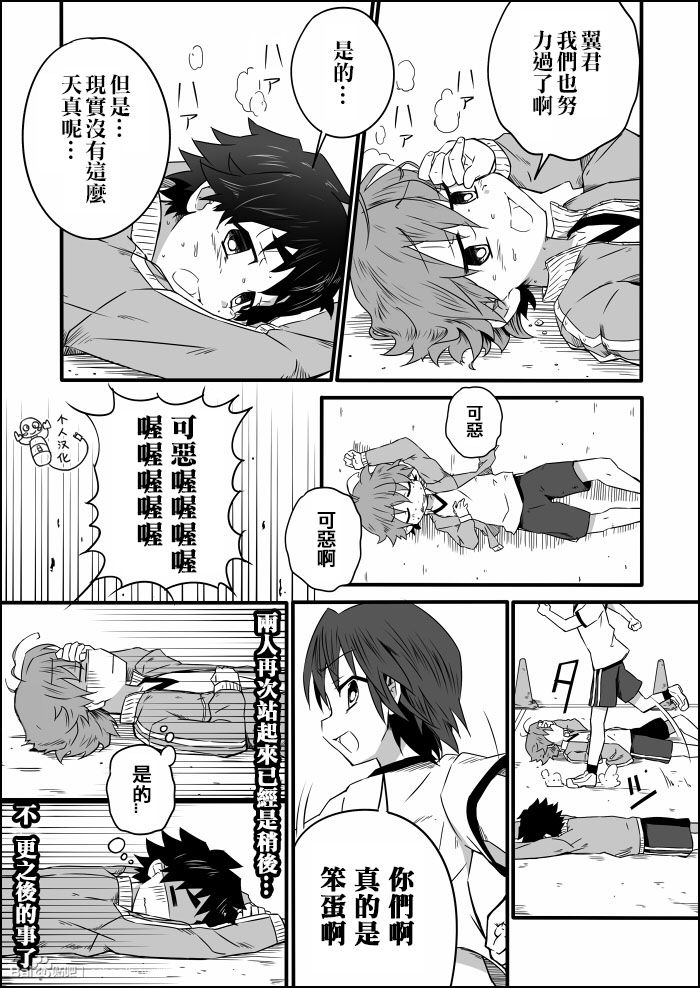 翼君
我們也努
力過了啊
ハァ
ハァ
是的…
但是…
現實沒有這麼
天真呢…
可惡
可惡啊
可惡喔喔喔喔
喔喔喔喔喔
个人汉化
你們啊
真的是
笨蛋啊
兩人再次站起來已經是稍後…
是的…
不 更之後的事了
Bai 贴吧